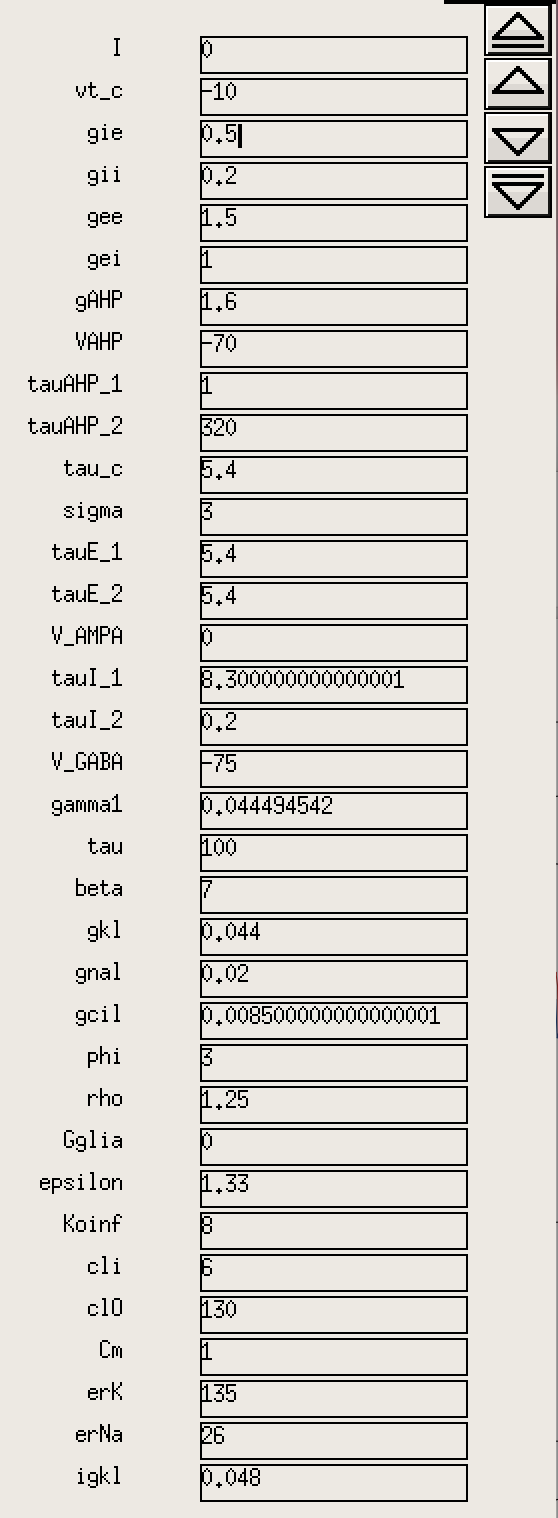 I 0
vt_c -10
gie 0.5
gii 0.2
gee 1.5
gei 1
gAHP 1.6
VAHP -70
tauAHP_1 1
tauAHP_2 320
tau_c 5.4
sigma 3
tauE_1 5.4
tauE_2 5.4
V_AMPA 0
tauI_1 8.300000000000001
tauI_2 0.2
V_GABA -75
gamma1 0.044494542
tau 100
beta 7
gkl 0.044
gnal 0.02
gcil 0.008500000000000001
phi 3
rho 1.25
Gglia 0
epsilon 1.33
Koinf 8
cli 6
clO 130
Cm 1
erK 135
erNa 26
igkl 0.048